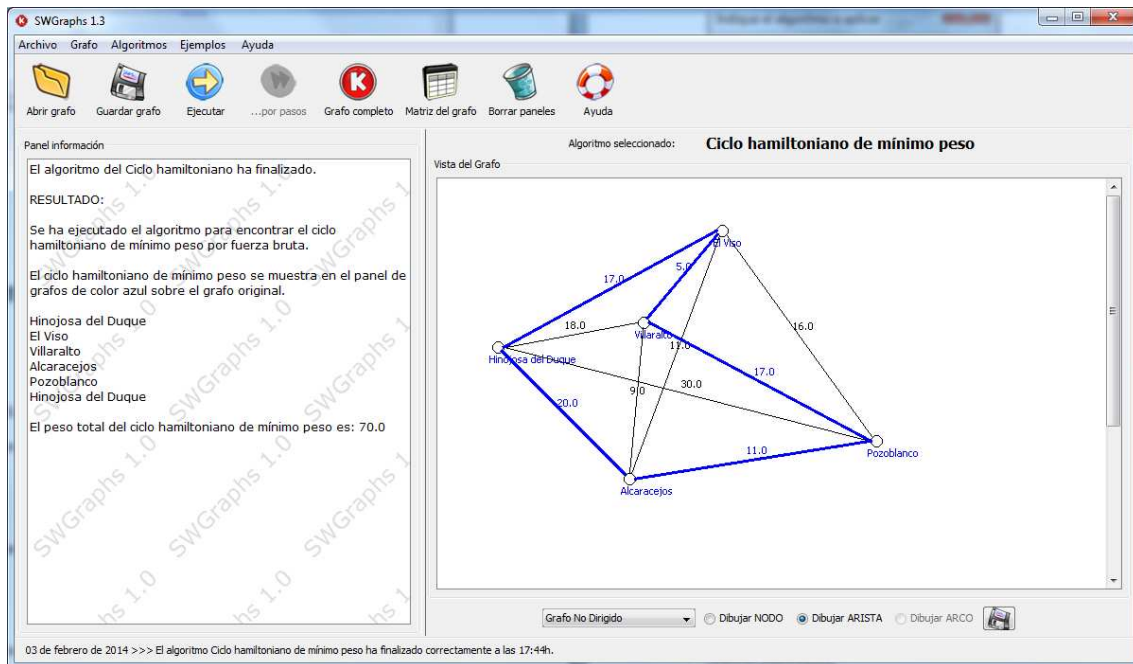 SWGraphs 1.3
Archivo Grafo Algoritmos Ejemplos Ayuda
Abrir grafo Guardar grafo Ejecutar ...por pasos Grafo completo Matriz del grafo Borrar paneles Ayuda
Panel información
El algoritmo del Ciclo hamiltoniano ha finalizado.
RESULTADO:
Se ha ejecutado el algoritmo para encontrar el ciclo
hamiltoniano de mínimo peso por fuerza bruta.
El ciclo hamiltoniano de mínimo peso se muestra en el panel de
grafos de color azul sobre el grafo original.
Hinojosa del Duque
El Viso
Villaralto
Alcaracejos
Pozoblanco
Hinojosa del Duque
El peso total del ciclo hamiltoniano de mínimo peso es: 70.0
SWGraphs 1.0
Algoritmo seleccionado: Ciclo hamiltoniano de mínimo peso
Vista del Grafo
El Viso
5.0
17.0
18.0
16.0
Villaralto
11.0
Hinojosa del Duque
17.0
9.0
30.0
20.0
11.0
Pozoblanco
Alcaracejos
Grafo No Dirigido Dibujar NODO Dibujar ARISTA Dibujar ARCO
03 de febrero de 2014 >>> El algoritmo Ciclo hamiltoniano de mínimo peso ha finalizado correctamente a las 17:44h.